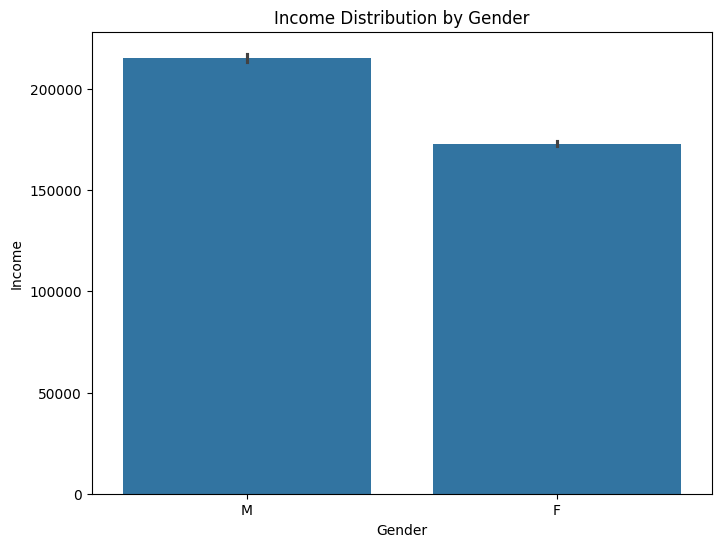 Income Distribution by Gender
Income
200000
150000
100000
50000
0
M
F
Gender